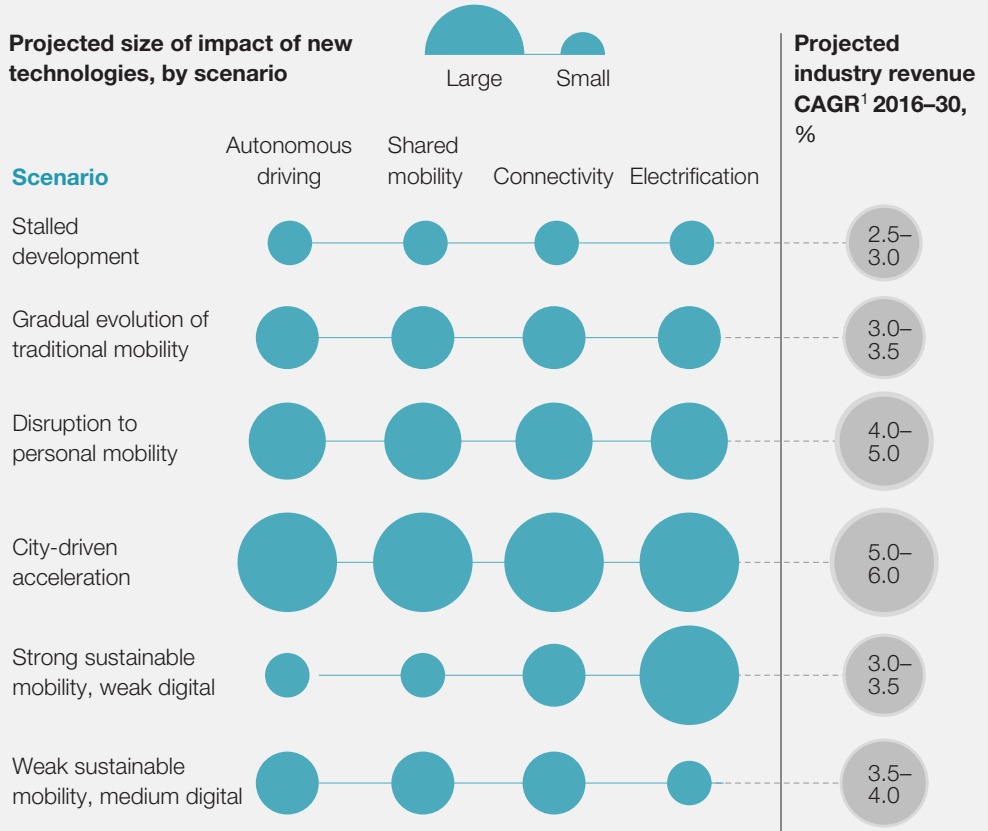 Projected size of impact of new
technologies, by scenario
Large
Small
Projected
industry revenue
CAGR¹ 2016–30,
%
Scenario
Autonomous
driving
Shared
mobility
Connectivity
Electrification
Stalled
development
2.5–
3.0
Gradual evolution of
traditional mobility
3.0–
3.5
Disruption to
personal mobility
4.0–
5.0
City-driven
acceleration
5.0–
6.0
Strong sustainable
mobility, weak digital
3.0–
3.5
Weak sustainable
mobility, medium digital
3.5–
4.0